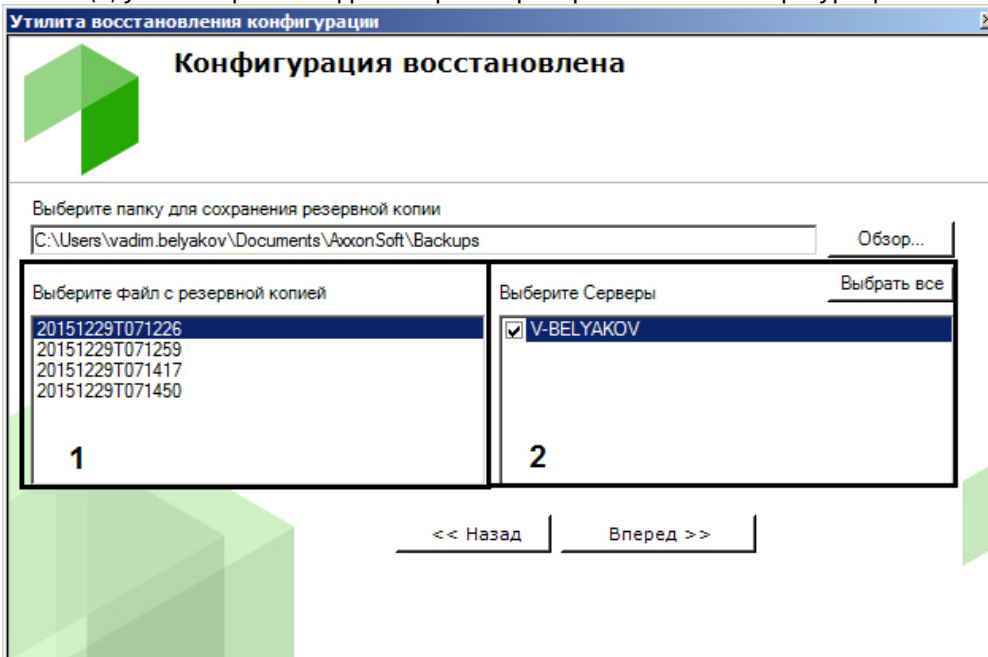 Утилита восстановления конфигурации
Конфигурация восстановлена
Выберите папку для сохранения резервной копии
C:\Users\vadim.belyakov\Documents\AxxonSoft\Backups
Обзор...
Выберите файл с резервной копией
Выберите Серверы
Выбрать все
20151229T071226
20151229T071259
20151229T071417
20151229T071450
V-BELYAKOV
1
2
<< Назад
Вперед >>